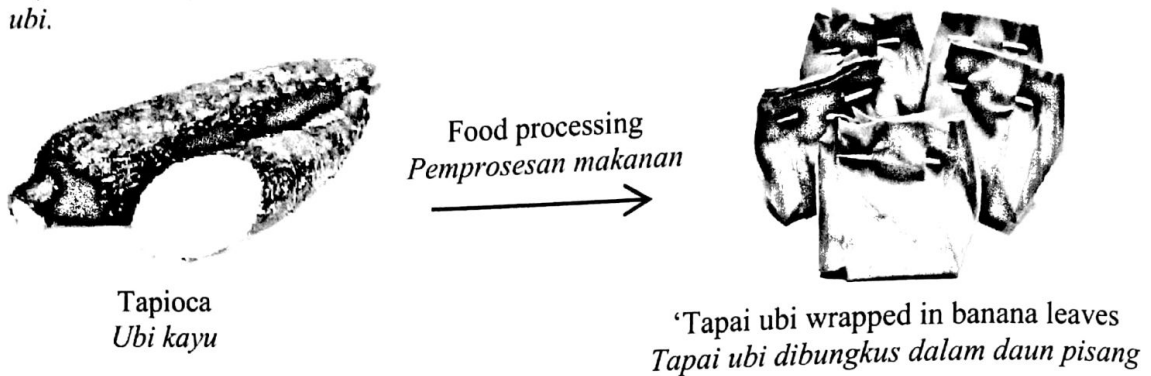 ubi.
Food processing
Pemprosesan makanan
Tapioca
Ubi kayu
‘Tapai ubi wrapped in banana leaves
Tapai ubi dibungkus dalam daun pisang